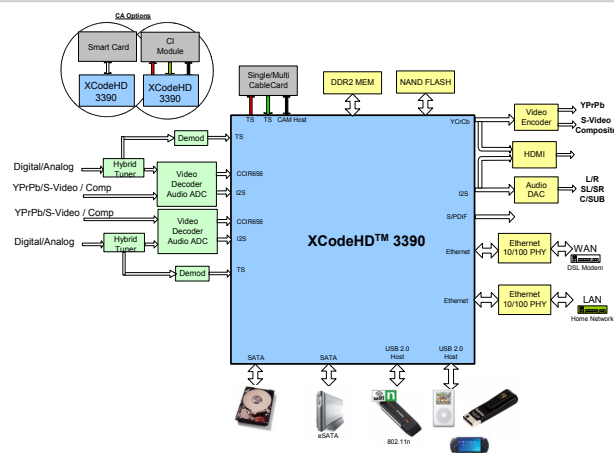 CA Options
Smart Card
CI
Module
XCodeHD
3390
XCodeHD
3390
Single/Multi
CableCard
DDR2 MEM
NAND FLASH
TS
TS
CAM Host
YCrCb
Video
Encoder
YPrPb
S-Video
Composite
HDMI
Demod
TS
Digital/Analog
Hybrid
Tuner
Video
Decoder
Audio ADC
CCIR656
I2S
YPrPb/S-Video / Comp
YPrPb/S-Video / Comp
Video
Decoder
Audio ADC
CCIR656
I2S
Digital/Analog
Hybrid
Tuner
Demod
TS
XCodeHD™ 3390
I2S
Audio
DAC
L/R
SL/SR
C/SUB
S/PDIF
Ethernet
Ethernet
10/100 PHY
WAN
DSL Modem
Ethernet
Ethernet
10/100 PHY
LAN
Home Network
SATA
SATA
USB 2.0
Host
USB 2.0
Host
eSATA
wifi n
802.11n